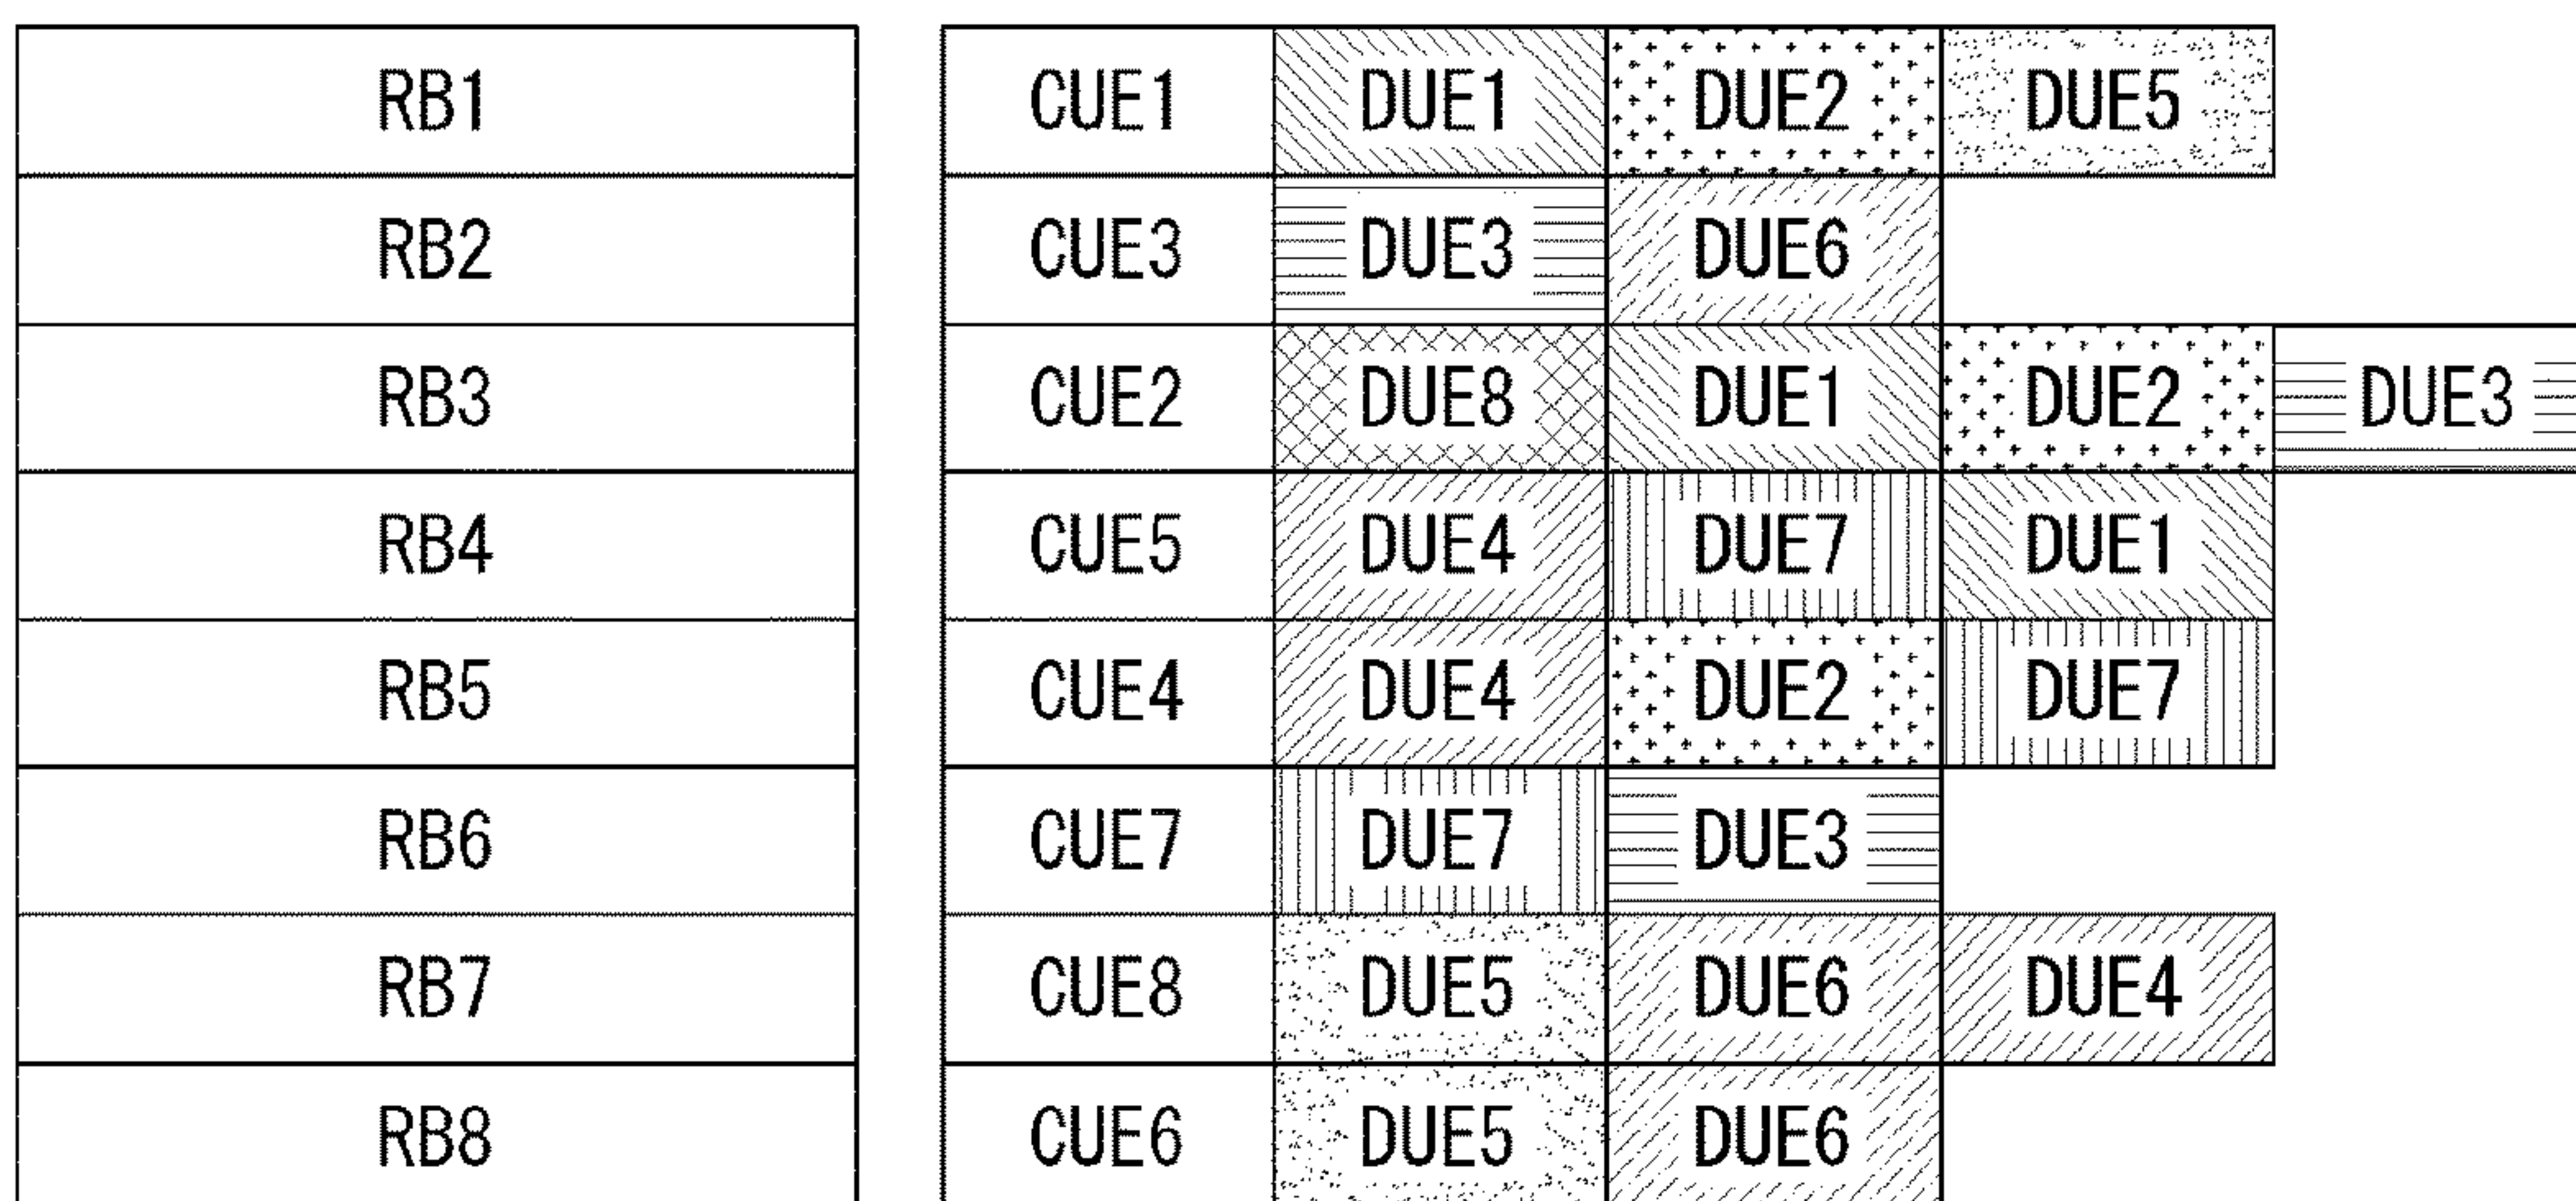 RB1 CUE1 DUE1 DUE2 DUE5
RB2 CUE3 DUE3 DUE6
RB3 CUE2 DUE8 DUE1 DUE2 DUE3
RB4 CUE5 DUE4 DUE7 DUE1
RB5 CUE4 DUE4 DUE2 DUE7
RB6 CUE7 DUE7 DUE3
RB7 CUE8 DUE5 DUE6 DUE4
RB8 CUE6 DUE5 DUE6